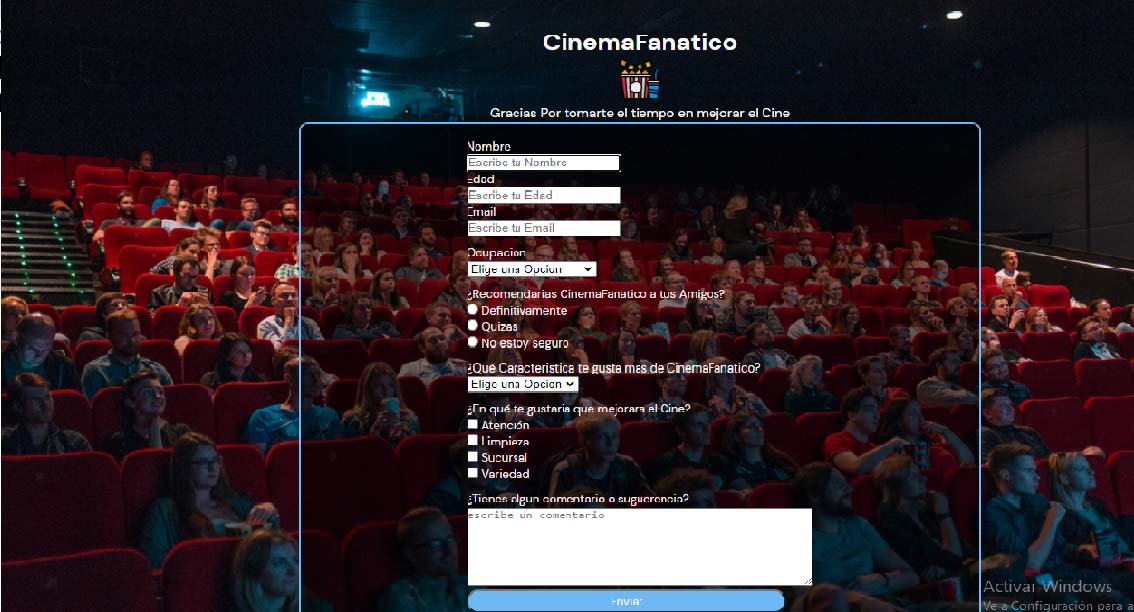 CinemaFanatico
Gracias Por tomarte el tiempo en mejorar el Cine
Nombre
Escribe tu Nombre
Edad
Escribe tu Edad
Email
Escribe tu Email
Ocupacion
Elige una Opcion
¿Recomendarias CinemaFanatico a tus Amigos?
Definitivamente
Quizas
No estoy seguro
¿Qué Caracteristica te gusta mas de CinemaFanatico?
Elige una Opcion
¿En qué te gustaria que mejorara el Cine?
Atención
Limpieza
Sucursal
Variedad
¿Tienes algun comentario o suguerencia?
escribe un comentario
Enviar
Activar Windows
Ve a Configuración para a